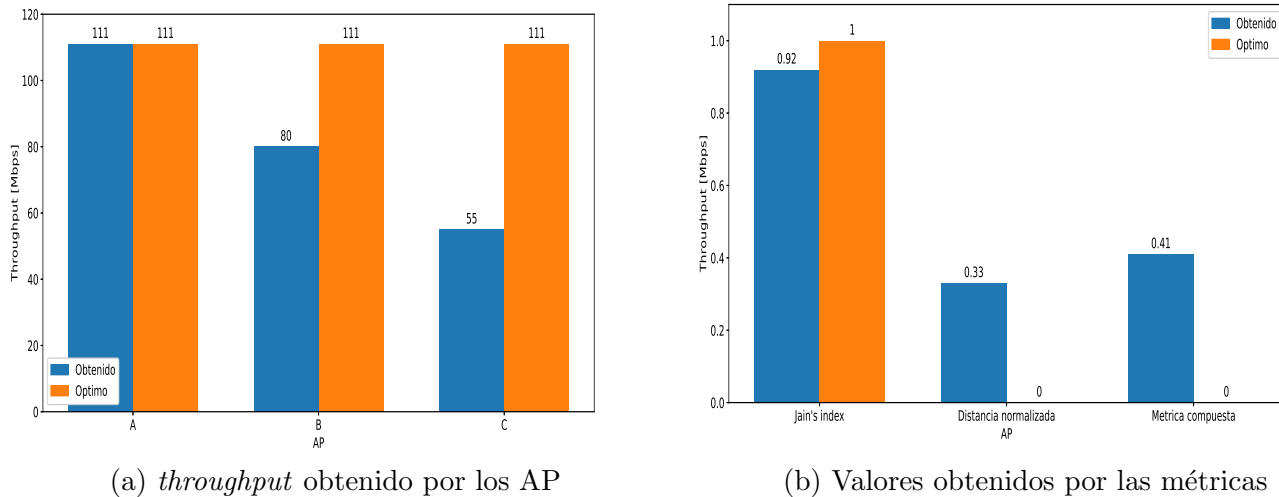 120
100
80
60
40
20
0
Throughput [Mbps]
111
111
80
111
55
111
Obtenido
Optimo
A
B
C
AP
(a) throughput obtenido por los AP
1.0
0.8
0.6
0.4
0.2
0.0
Throughput [Mbps]
0.92
1
0.33
0
0.41
0
Obtenido
Optimo
Jain's index
Distancia normalizada
Metrica compuesta
AP
(b) Valores obtenidos por las métricas